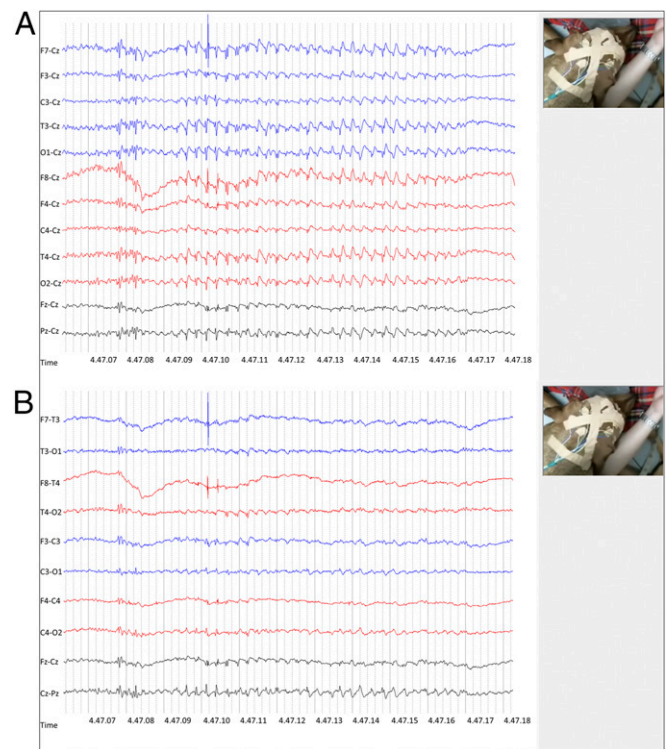 A
F7-Cz
F3-Cz
C3-Cz
T3-Cz
O1-Cz
F8-Cz
F4-Cz
C4-Cz
T4-Cz
O2-Cz
Fz-Cz
Pz-Cz
Time 4.47.07 4.47.08 4.47.09 4.47.10 4.47.11 4.47.12 4.47.13 4.47.14 4.47.15 4.47.16 4.47.17 4.47.18
B
F7-T3
T3-O1
F8-T4
T4-O2
F3-C3
C3-O1
F4-C4
C4-O2
Fz-Cz
Cz-Pz
Time 4.47.07 4.47.08 4.47.09 4.47.10 4.47.11 4.47.12 4.47.13 4.47.14 4.47.15 4.47.16 4.47.17 4.47.18